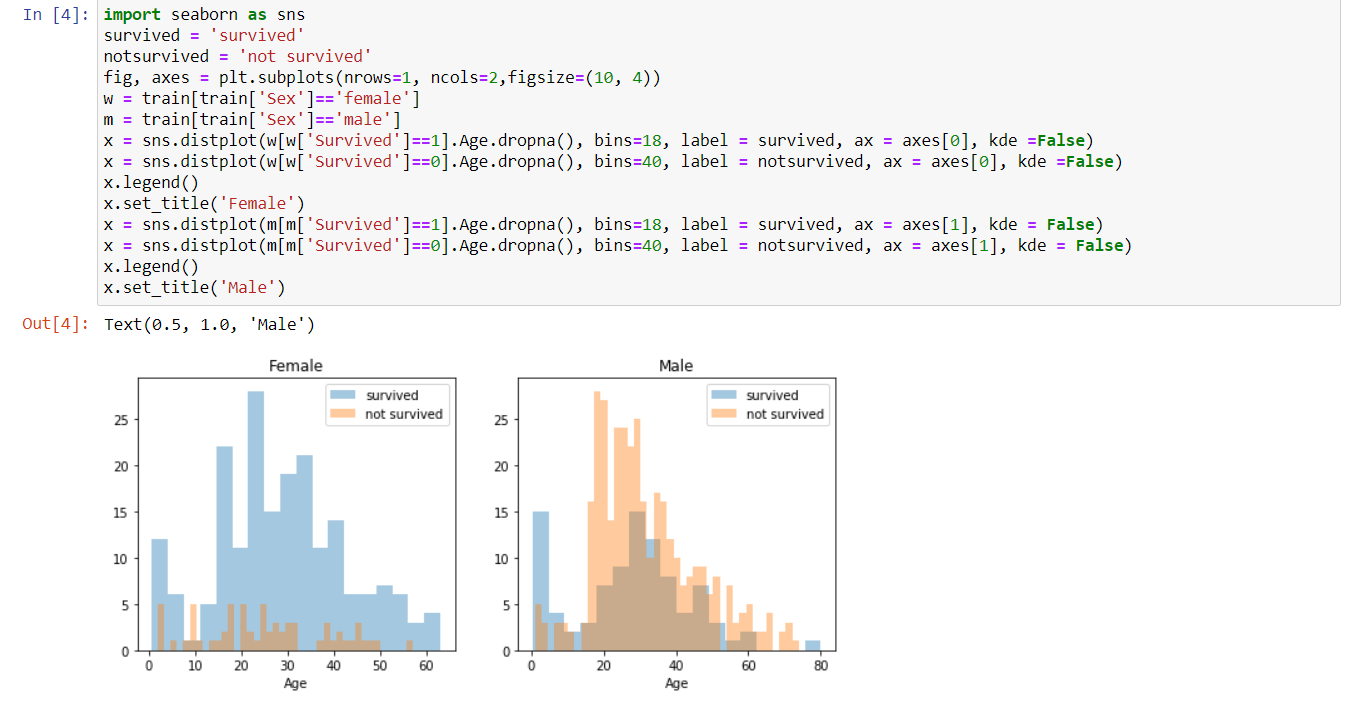 In [4]: import seaborn as sns
survived = 'survived'
notsurvived = 'not survived'
fig, axes = plt.subplots(nrows=1, ncols=2,figsize=(10, 4))
w = train[train['Sex']=='female']
m = train[train['Sex']=='male']
x = sns.distplot(w[w['Survived']==1].Age.dropna(), bins=18, label = survived, ax = axes[0], kde =False)
x = sns.distplot(w[w['Survived']==0].Age.dropna(), bins=40, label = notsurvived, ax = axes[0], kde =False)
x.legend()
x.set_title('Female')
x = sns.distplot(m[m['Survived']==1].Age.dropna(), bins=18, label = survived, ax = axes[1], kde = False)
x = sns.distplot(m[m['Survived']==0].Age.dropna(), bins=40, label = notsurvived, ax = axes[1], kde = False)
x.legend()
x.set_title('Male')
Out[4]: Text(0.5, 1.0, 'Male')
Female
survived
not survived
25
20
15
10
5
0
0 10 20 30 40 50 60
Age
Male
survived
not survived
25
20
15
10
5
0
0 20 40 60 80
Age